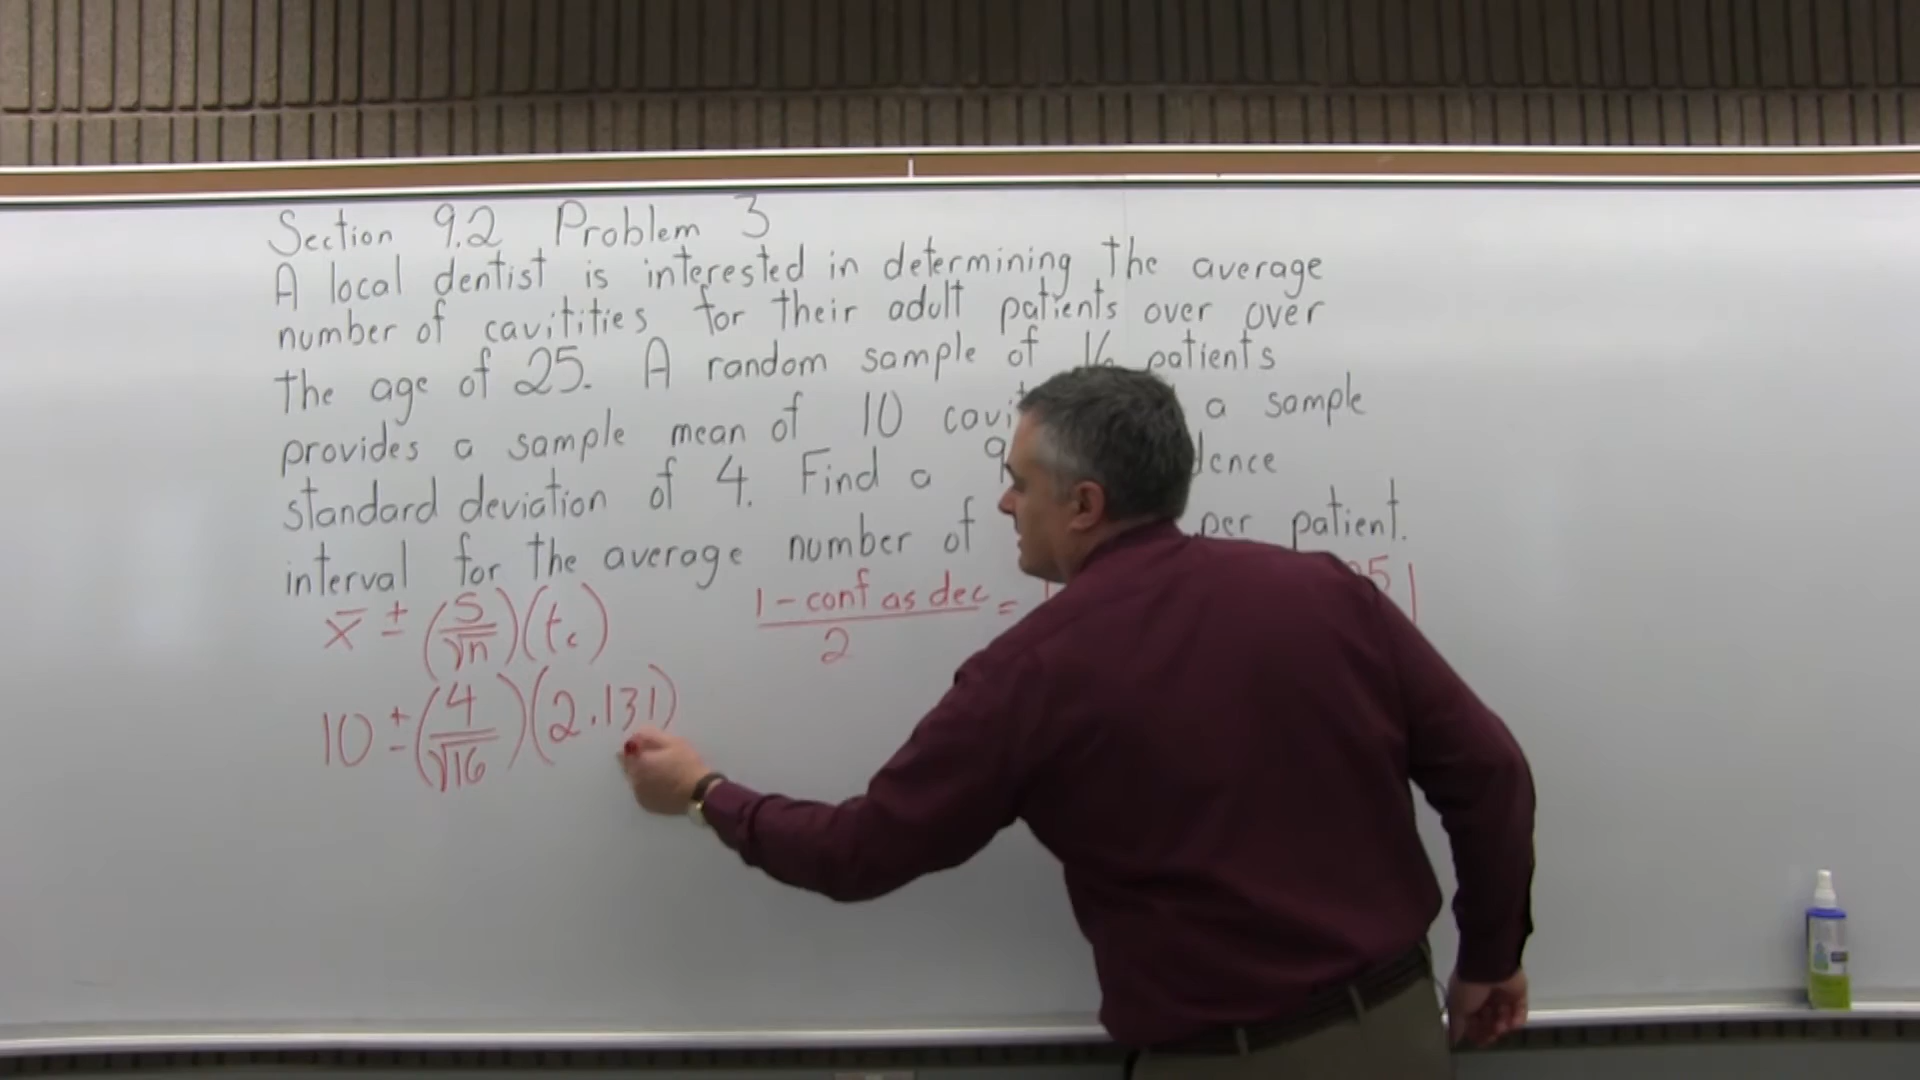 Section 9.2 Problem 3
A local dentist is interested in determining the average
number of cavitities for their adult patients over over
the age of 25. A random sample of 16 patients
provides a sample mean of 10 a sample
standard deviation of 4. Find a
interval for the average number of per patient.
x̄ ± (s/√n)(t꜀) 1 - conf as dec / 2 =
10 ± (4/√16)(2.131)